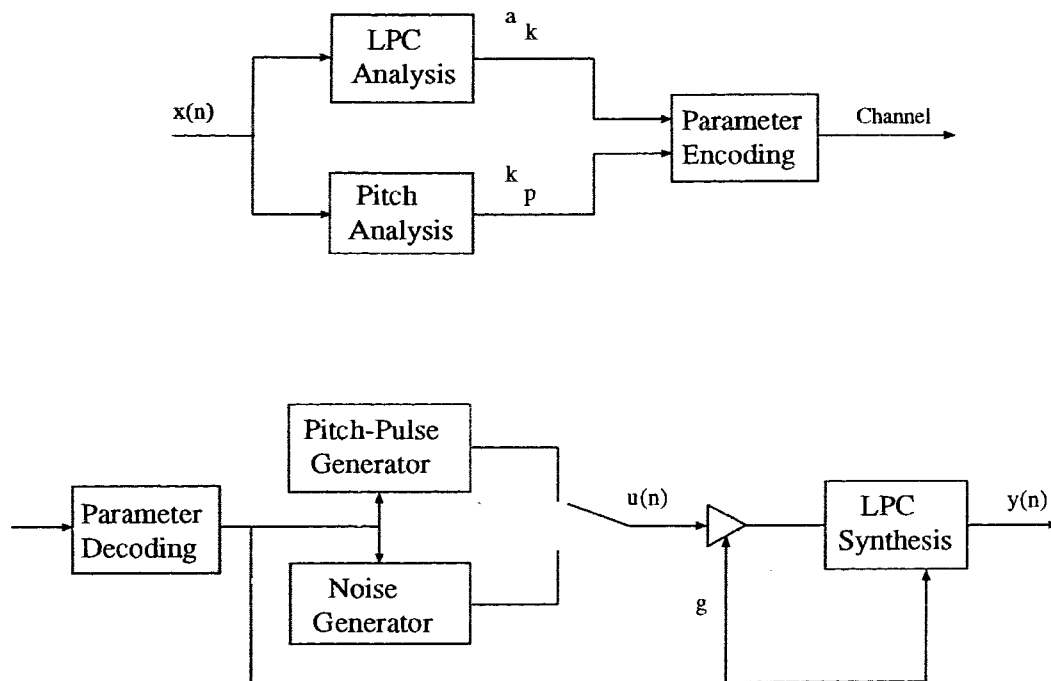 LPC
Analysis
a k
x(n)
Parameter
Encoding
Channel
Pitch
Analysis
k p
Pitch-Pulse
Generator
Parameter
Decoding
u(n)
LPC
Synthesis
y(n)
Noise
Generator
g